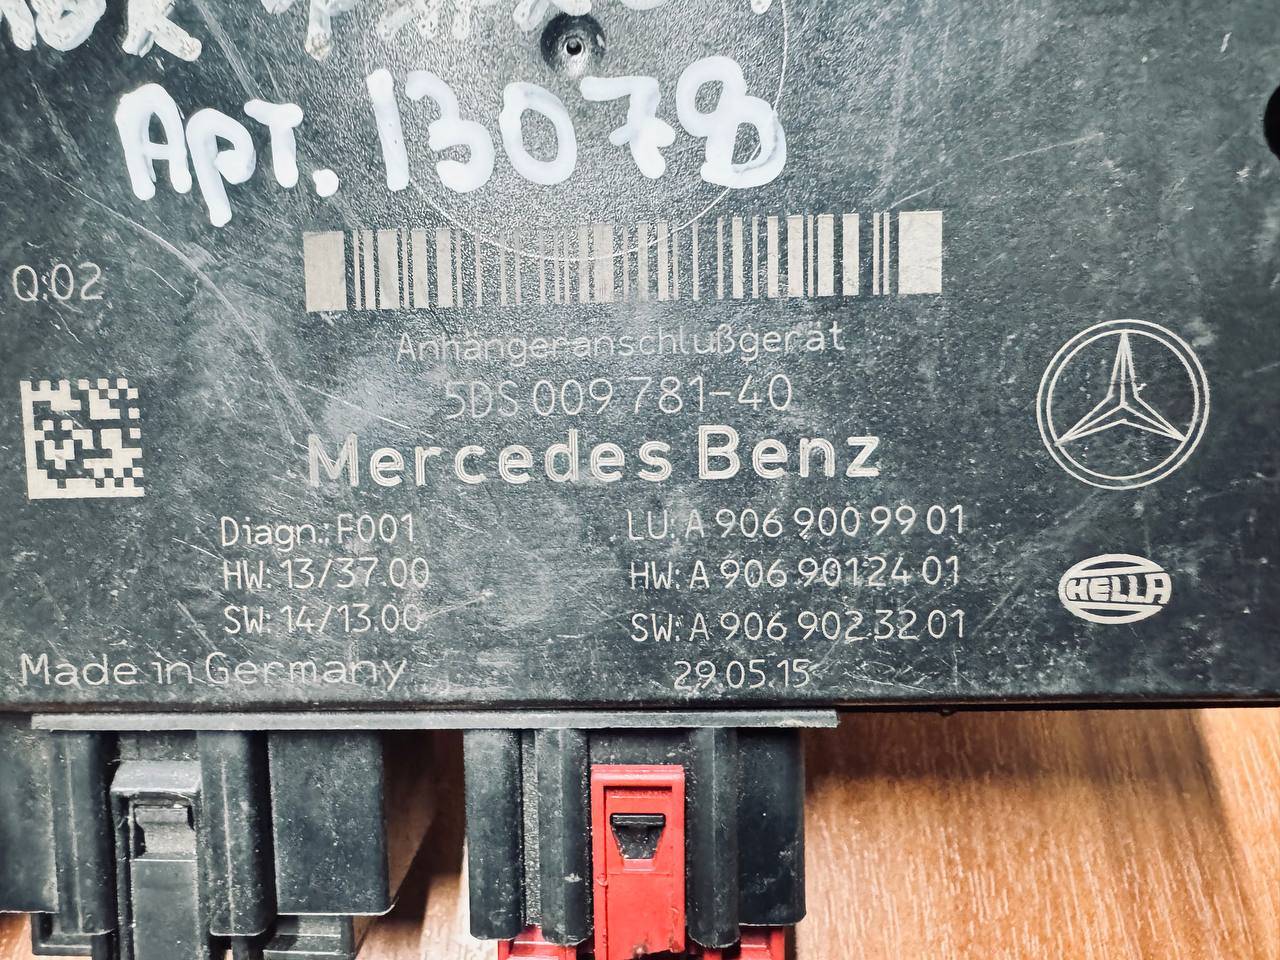 Арт. 13078
Q:02
Anhängeranschlußgerät
5DS 009 781-40
Mercedes Benz
Diagn.: F001
LU: A 906 900 99 01
HW: 13/37.00
HW: A 906 901 24 01
SW: 14/13.00
SW: A 906 902 32 01
HELLA
Made in Germany
29.05.15